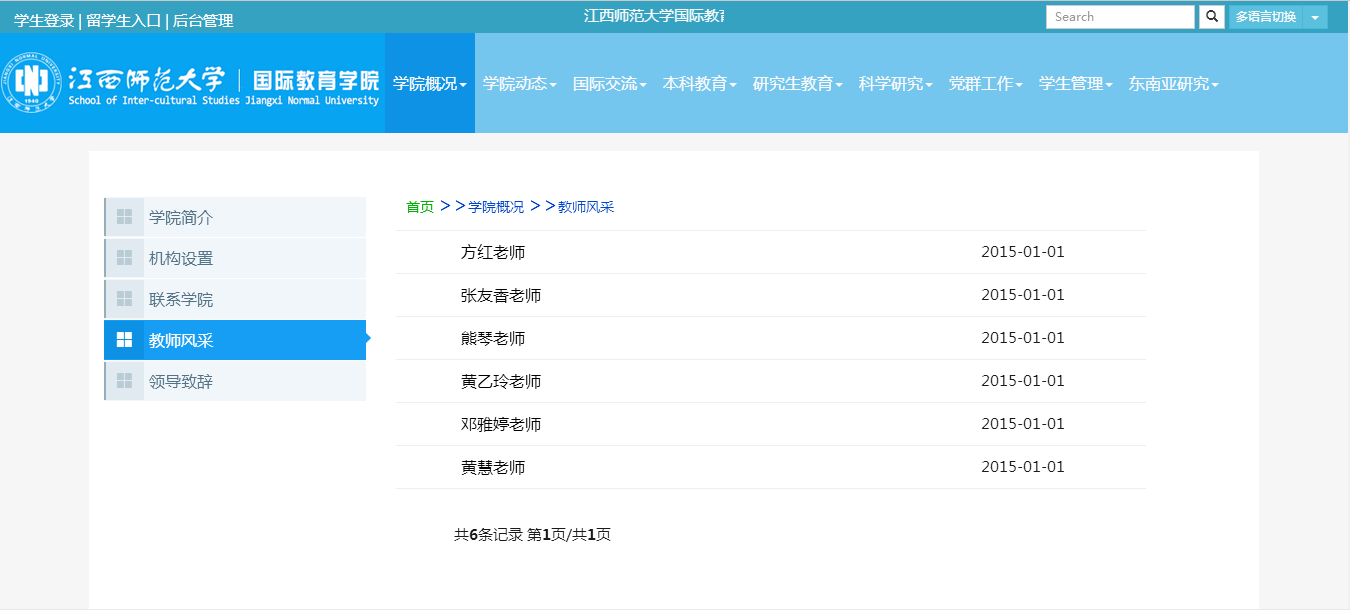 学生登录 | 留学生入口 | 后台管理
江西师范大学国际教
Search
多语言切换
JIANGXI NORMAL UNIVERSITY
1940
江西师范大学 | 国际教育学院
School of Inter-cultural Studies Jiangxi Normal University
学院概况 学院动态 国际交流 本科教育 研究生教育 科学研究 党群工作 学生管理 东南亚研究
学院简介
机构设置
联系学院
教师风采
领导致辞
首页 >>学院概况 >>教师风采
方红老师 2015-01-01
张友香老师 2015-01-01
熊琴老师 2015-01-01
黄乙玲老师 2015-01-01
邓雅婷老师 2015-01-01
黄慧老师 2015-01-01
共6条记录 第1页/共1页